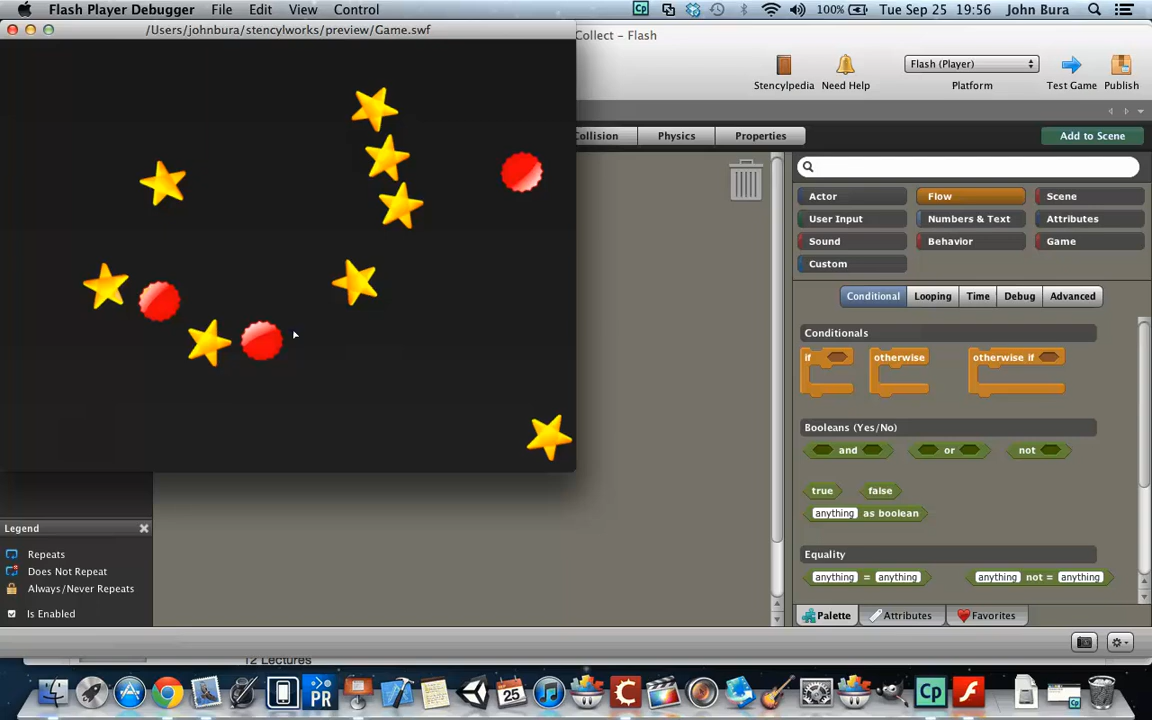 Flash Player Debugger File Edit View Control 100% Tue Sep 25 19:56 John Bura
/Users/johnbura/stencylworks/preview/Game.swf
Collect – Flash
Flash (Player)
Stencylpedia Need Help Platform Test Game Publish
Collision Physics Properties Add to Scene
Actor Flow Scene
User Input Numbers & Text Attributes
Sound Behavior Game
Custom
Conditional Looping Time Debug Advanced
Conditionals
if otherwise otherwise if
Booleans (Yes/No)
and or not
true false
anything as boolean
Equality
anything = anything anything not = anything
Legend
Repeats
Does Not Repeat
Always/Never Repeats
Is Enabled
Palette Attributes Favorites
12 Lectures
PR 25 Cp